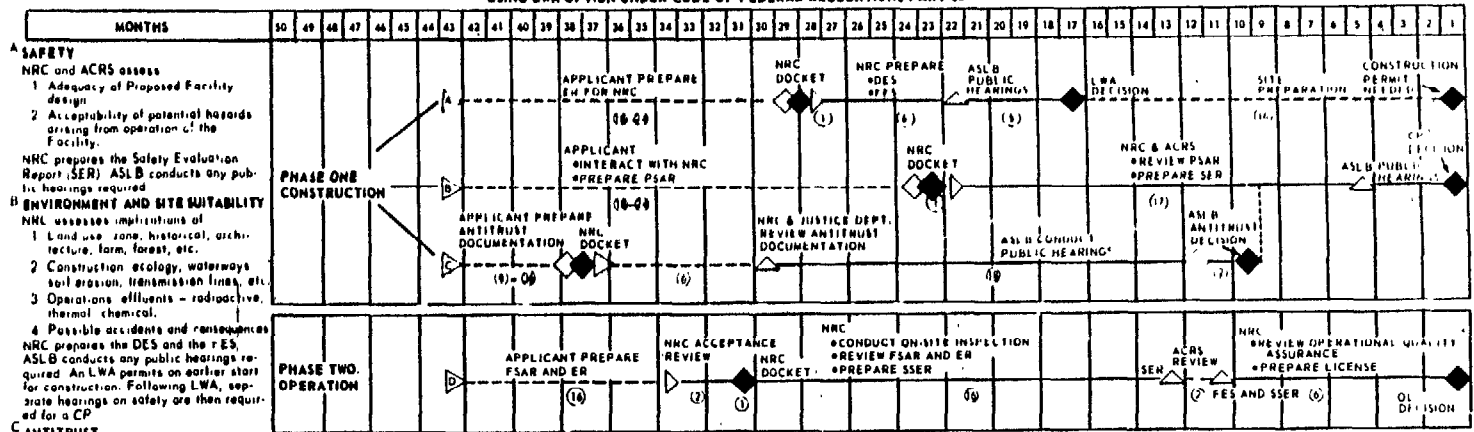 MONTHS 50 49 48 47 46 45 44 43 42 41 40 39 38 37 36 35 34 33 32 31 30 29 28 27 26 25 24 23 22 21 20 19 18 17 16 15 14 13 12 11 10 9 8 7 6 5 4 3 2 1
A SAFETY
NRC and ACRS assess
1 Adequacy of Proposed Facility
design
2 Acceptability of potential hazards
arising from operation of the
Facility.
NRC prepares the Safety Evaluation
Report (SER) ASLB conducts any pub-
lic hearings required
B ENVIRONMENT AND SITE SUITABILITY
NRC assesses implications of
1 Land use zone, historical, archi-
tecture, farm, forest, etc.
2 Construction ecology, waterways
soil erosion, transmission lines, etc.
3 Operations effluents - radioactive,
thermal chemical.
4 Possible accidents and consequences
NRC prepares the DES and the FES,
ASLB conducts any public hearings re-
quired An LWA permits an earlier start
for construction. Following LWA, sep-
arate hearings on safety are then requir-
ed for a CP
C ANTITRUST
PHASE ONE
CONSTRUCTION
A
APPLICANT PREPARE
ER FOR NRC
NRC
DOCKET
(1)
NRC PREPARE
DES
FES
(6)
ASLB
PUBLIC
HEARINGS
(5)
LWA
DECISION
SITE
PREPARATION
CONSTRUCTION
PERMIT
NEEDED
B
APPLICANT
INTERACT WITH NRC
PREPARE PSAR
NRC
DOCKET
NRC & ACRS
REVIEW PSAR
PREPARE SER
(17)
ASLB PUBLIC
HEARINGS
DECISION
C
APPLICANT PREPARE
ANTITRUST
DOCUMENTATION
NRC
DOCKET
(6)
NRC & JUSTICE DEPT.
REVIEW ANTITRUST
DOCUMENTATION
ASLB CONDUCT
PUBLIC HEARINGS
ASLB
ANTITRUST
DECISION
PHASE TWO.
OPERATION
D
APPLICANT PREPARE
FSAR AND ER
(16)
NRC ACCEPTANCE
REVIEW
(2)
(1)
NRC
DOCKET
NRC
CONDUCT ON-SITE INSPECTION
REVIEW FSAR AND ER
PREPARE SSER
SER
ACRS
REVIEW
FES AND SSER (6)
NRC
REVIEW OPERATIONAL QUALITY
ASSURANCE
PREPARE LICENSE
OL
DECISION